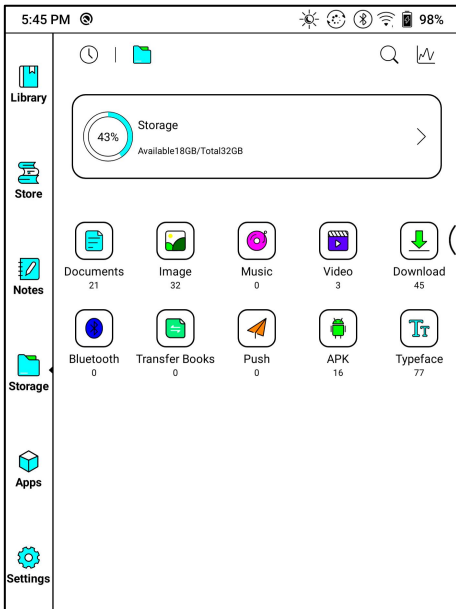 5:45 PM
98%
Library
Store
Notes
Storage
Apps
Settings
43%
Storage
Available18GB/Total32GB
Documents
21
Image
32
Music
0
Video
3
Download
45
Bluetooth
0
Transfer Books
0
Push
0
APK
16
Typeface
77